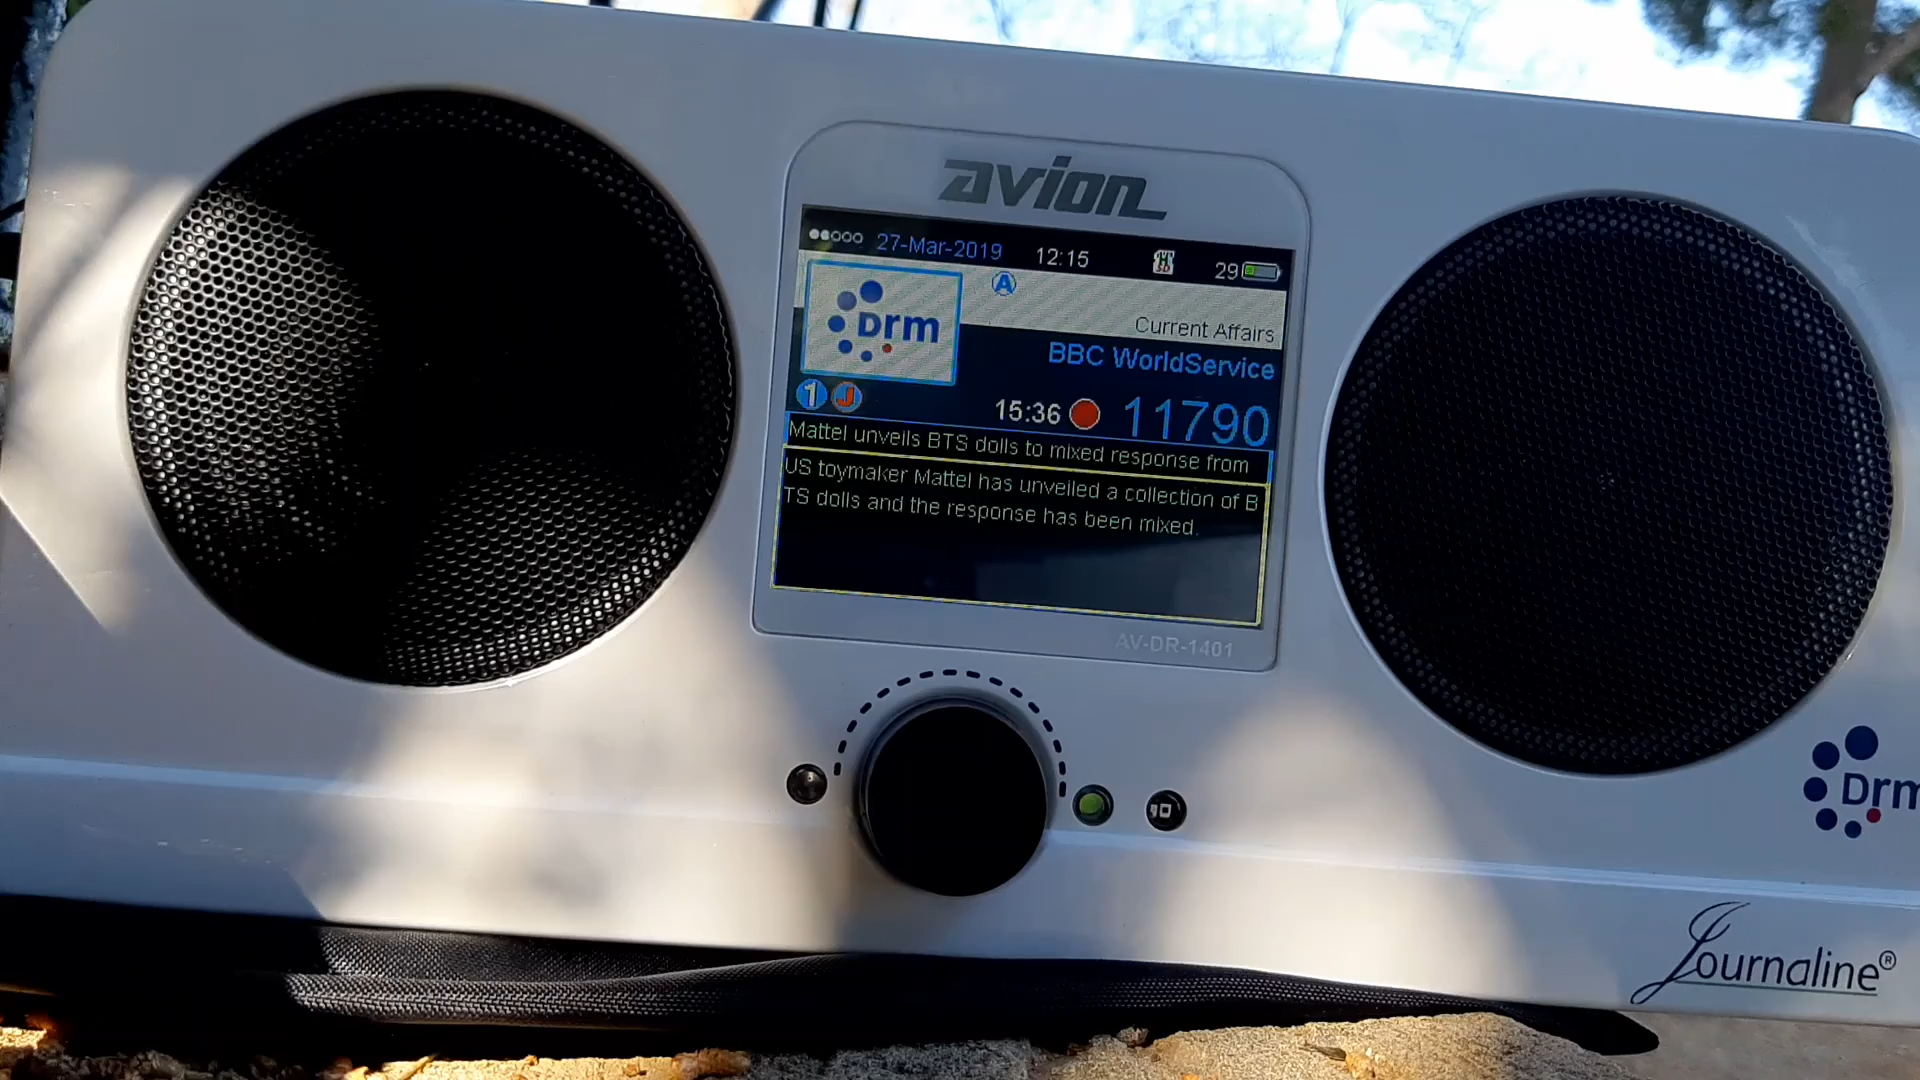 avion
27-Mar-2019 12:15 29
A
Drm
Current Affairs
BBC WorldService
1 J
15:36 11790
Mattel unveils BTS dolls to mixed response from
US toymaker Mattel has unveiled a collection of B
TS dolls and the response has been mixed.
AV-DR-1401
Drm
Journaline®